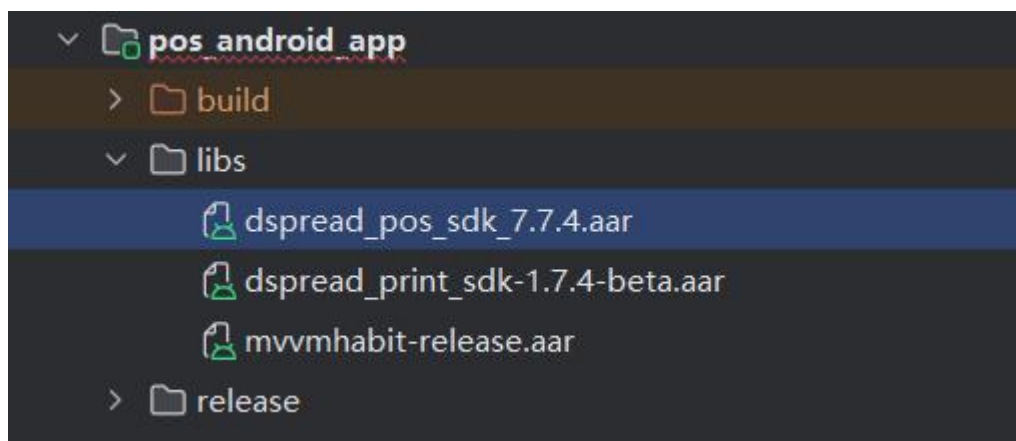 pos_android_app
build
libs
dspread_pos_sdk_7.7.4.aar
dspread_print_sdk-1.7.4-beta.aar
mvvmhabit-release.aar
release